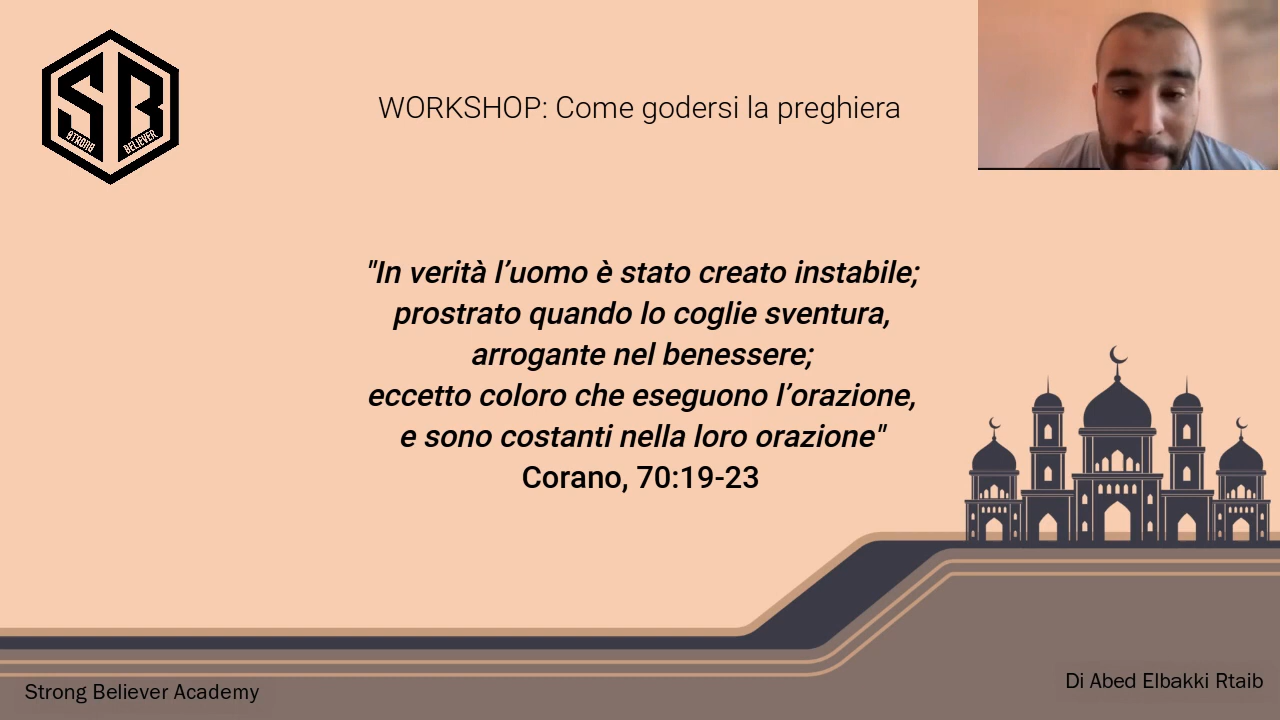 SB
STRONG BELIEVER
WORKSHOP: Come godersi la preghiera
"In verità l’uomo è stato creato instabile;
prostrato quando lo coglie sventura,
arrogante nel benessere;
eccetto coloro che eseguono l’orazione,
e sono costanti nella loro orazione"
Corano, 70:19-23
Strong Believer Academy
Di Abed Elbakki Rtaib